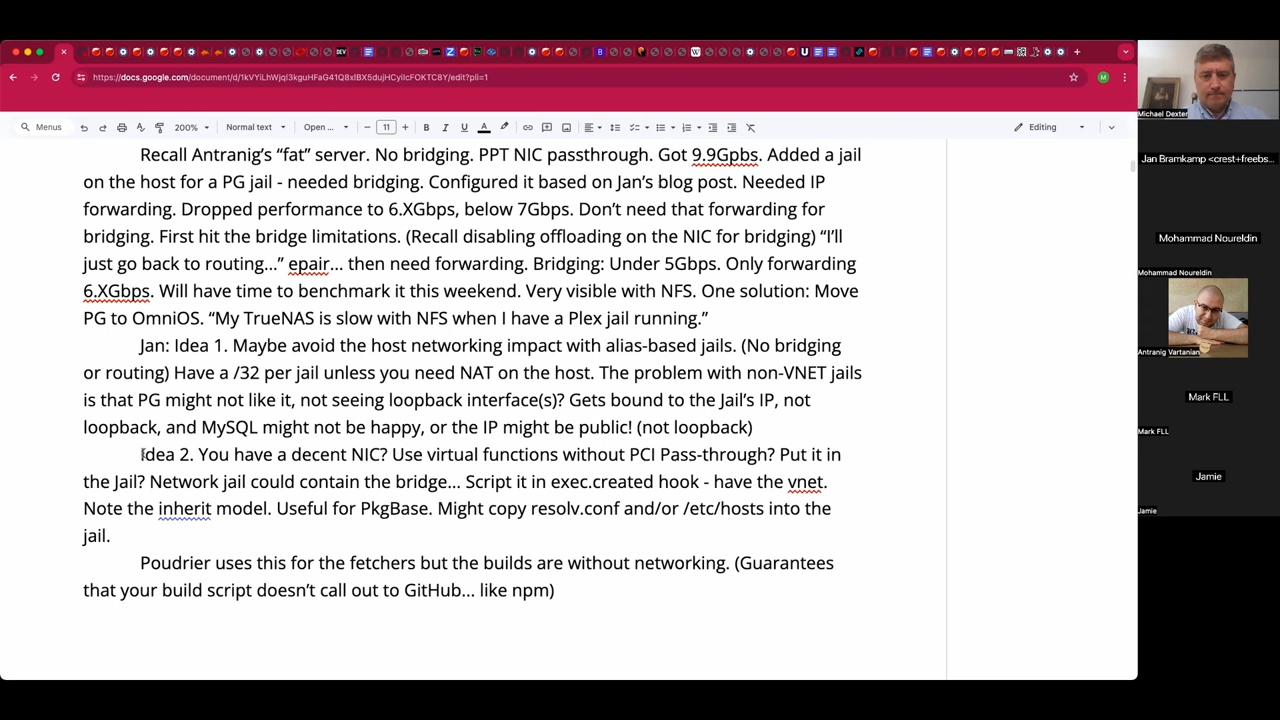 DEV
https://docs.google.com/document/d/1kVYiLhWjqI3kguHFaG41Q8xIBX5dujHCyiIcFOKTC8Y/edit?pli=1
M
Menus
200%
Normal text
Open ...
11
B
I
U
A
Editing
Recall Antranig's “fat” server. No bridging. PPT NIC passthrough. Got 9.9Gpbs. Added a jail
on the host for a PG jail - needed bridging. Configured it based on Jan's blog post. Needed IP
forwarding. Dropped performance to 6.XGbps, below 7Gbps. Don't need that forwarding for
bridging. First hit the bridge limitations. (Recall disabling offloading on the NIC for bridging) “I'll
just go back to routing...” epair... then need forwarding. Bridging: Under 5Gbps. Only forwarding
6.XGbps. Will have time to benchmark it this weekend. Very visible with NFS. One solution: Move
PG to OmniOS. “My TrueNAS is slow with NFS when I have a Plex jail running.”
Jan: Idea 1. Maybe avoid the host networking impact with alias-based jails. (No bridging
or routing) Have a /32 per jail unless you need NAT on the host. The problem with non-VNET jails
is that PG might not like it, not seeing loopback interface(s)? Gets bound to the Jail's IP, not
loopback, and MySQL might not be happy, or the IP might be public! (not loopback)
Idea 2. You have a decent NIC? Use virtual functions without PCI Pass-through? Put it in
the Jail? Network jail could contain the bridge... Script it in exec.created hook - have the vnet.
Note the inherit model. Useful for PkgBase. Might copy resolv.conf and/or /etc/hosts into the
jail.
Poudrier uses this for the fetchers but the builds are without networking. (Guarantees
that your build script doesn't call out to GitHub... like npm)
Michael Dexter
Jan Bramkamp <crest+freebs...
Mohammad Noureldin
Mohammad Noureldin
Antranig Vartanian
Mark FLL
Mark FLL
Jamie
Jamie